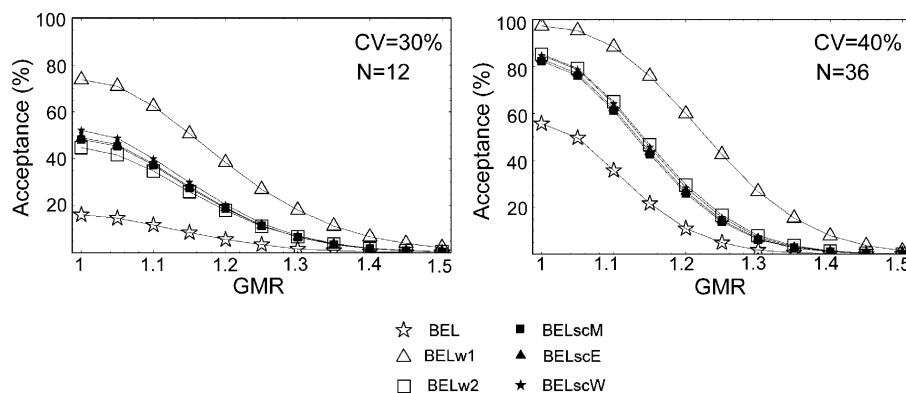 100
CV=30%
N=12
80
60
40
20
Acceptance (%)
1 1.1 1.2 1.3 1.4 1.5
GMR
100
CV=40%
N=36
80
60
40
20
Acceptance (%)
1 1.1 1.2 1.3 1.4 1.5
GMR
BEL BELscM
BELw1 BELscE
BELw2 BELscW